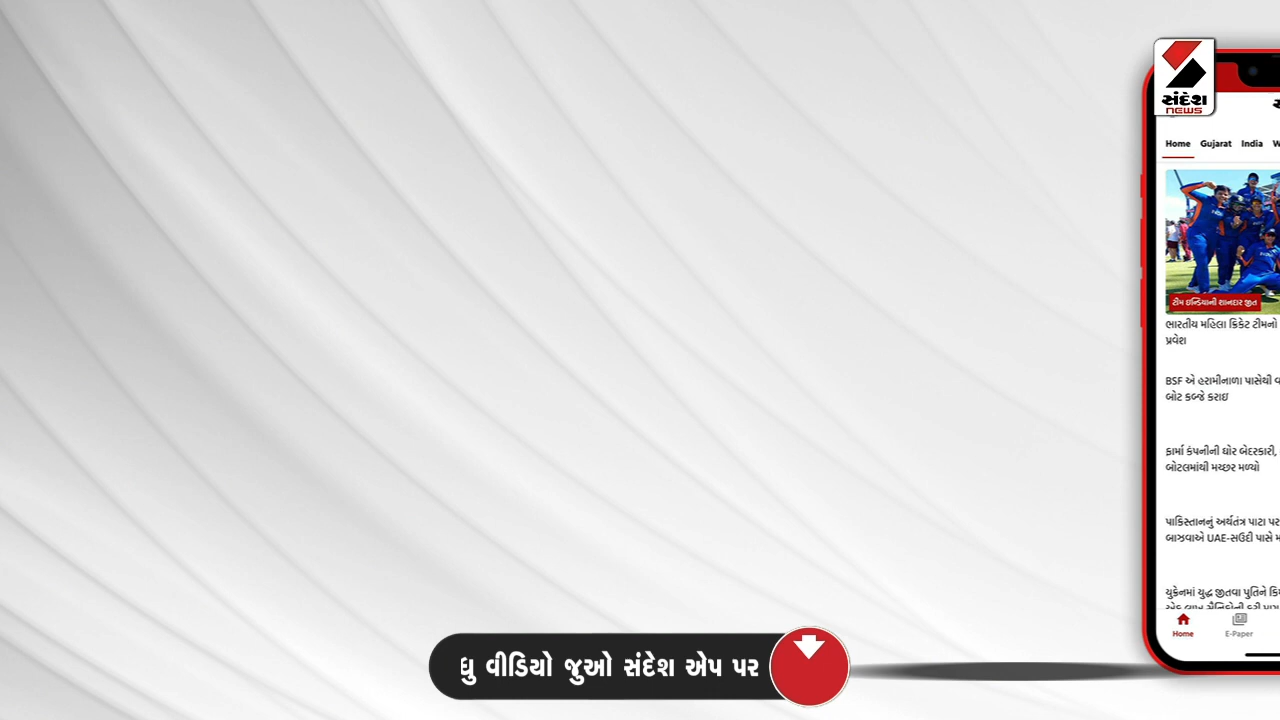 સંદેશ
NEWS
Home Gujarat India
ટીમ ઇન્ડિયાની શાનદાર જીત
ભારતીય મહિલા ક્રિકેટ ટીમનો
પ્રવેશ
BSF એ હરામીનાળા પાસેથી
બોટ કબ્જે કરાઇ
ફાર્મા કંપનીની ઘોર બેદરકારી,
બોટલમાંથી મચ્છર મળ્યો
પાકિસ્તાનનું અર્થતંત્ર પાટા પર
બાઝવાએ UAE-સઉદી પાસે
યુક્રેનમાં યુદ્ધ જીતવા પુતિને
Home E-Paper
ધુ વીડિયો જુઓ સંદેશ એપ પર